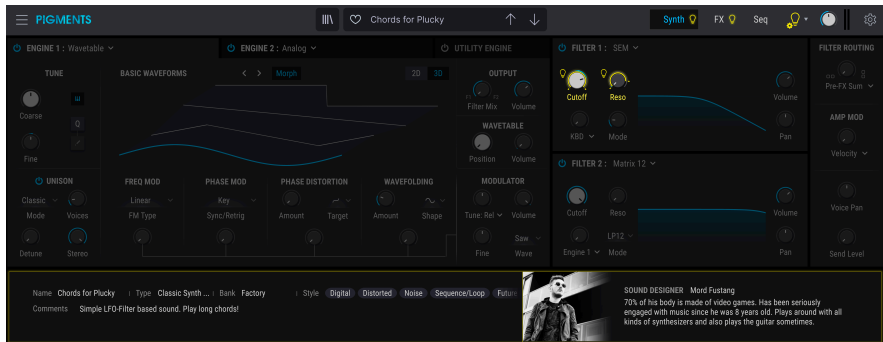 PIGMENTS
Chords for Plucky
Synth FX Seq
ENGINE 1 : Wavetable
ENGINE 2 : Analog
UTILITY ENGINE
FILTER 1 : SEM
FILTER ROUTING
TUNE
BASIC WAVEFORMS
Morph
2D 3D
OUTPUT
Coarse
Q
Fine
Filter Mix Volume
WAVETABLE
Position Volume
Cutoff Reso
KBD Mode
Volume
Pan
Pre-FX Sum
AMP MOD
Velocity
FILTER 2 : Matrix 12
UNISON
FREQ MOD
PHASE MOD
PHASE DISTORTION
WAVEFOLDING
MODULATOR
Classic
Linear
Key
Mode Voices
FM Type
Sync/Retrig
Amount Target
Amount Shape
Tune: Rel Volume
Detune Stereo
Saw
Fine Wave
Cutoff Reso
LP12
Engine 1 Mode
Volume
Pan
Voice Pan
Send Level
Name Chords for Plucky Type Classic Synth ... Bank Factory Style Digital Distorted Noise Sequence/Loop Future
Comments Simple LFO-Filter based sound. Play long chords!
SOUND DESIGNER Mord Fustang
70% of his body is made of video games. Has been seriously
engaged with music since he was 8 years old. Plays around with all
kinds of synthesizers and also plays the guitar sometimes.